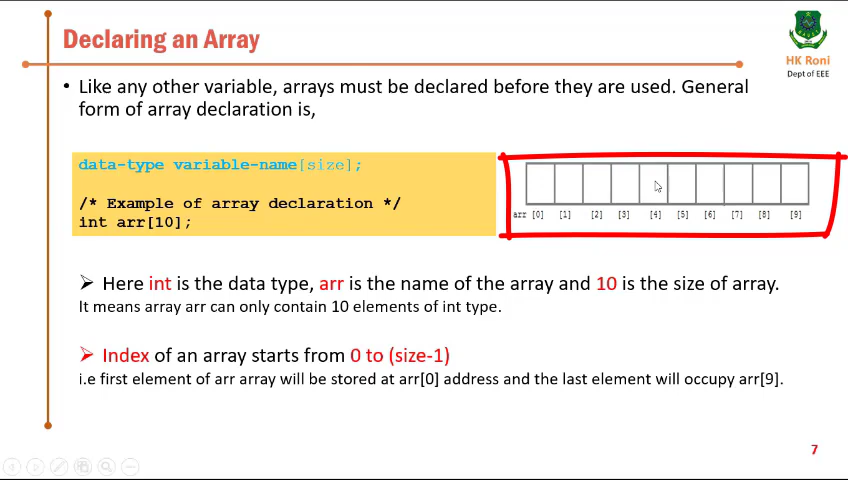 Declaring an Array
HK Roni
Dept of EEE
• Like any other variable, arrays must be declared before they are used. General
form of array declaration is,
data-type variable-name[size];
/* Example of array declaration */
int arr[10];
arr [0] [1] [2] [3] [4] [5] [6] [7] [8] [9]
➢ Here int is the data type, arr is the name of the array and 10 is the size of array.
It means array arr can only contain 10 elements of int type.
➢ Index of an array starts from 0 to (size-1)
i.e first element of arr array will be stored at arr[0] address and the last element will occupy arr[9].
7